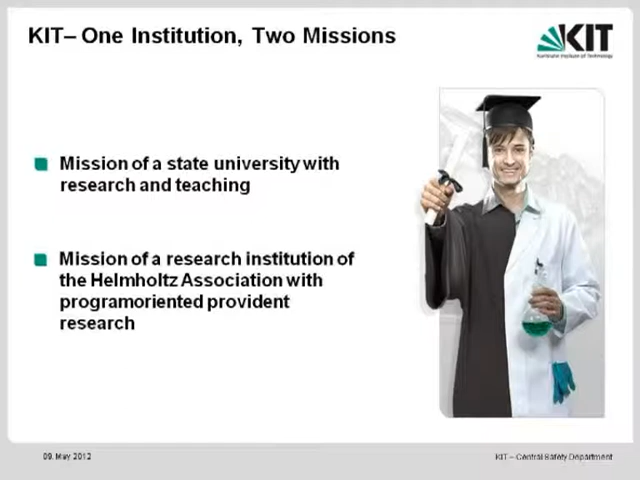 KIT– One Institution, Two Missions
KIT
Karlsruhe Institute of Technology
Mission of a state university with
research and teaching
Mission of a research institution of
the Helmholtz Association with
programoriented provident
research
09. May 2012
KIT – Central Safety Department